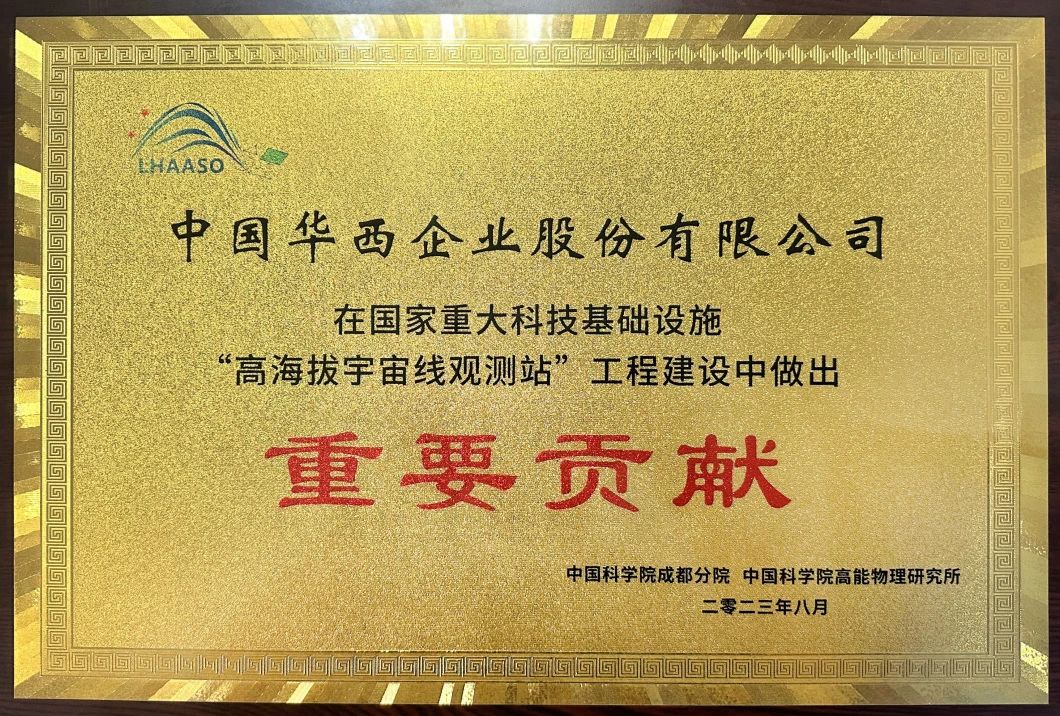 LHAASO
中国华西企业股份有限公司
在国家重大科技基础设施
“高海拔宇宙线观测站”工程建设中做出
重要贡献
中国科学院成都分院 中国科学院高能物理研究所
二零二三年八月